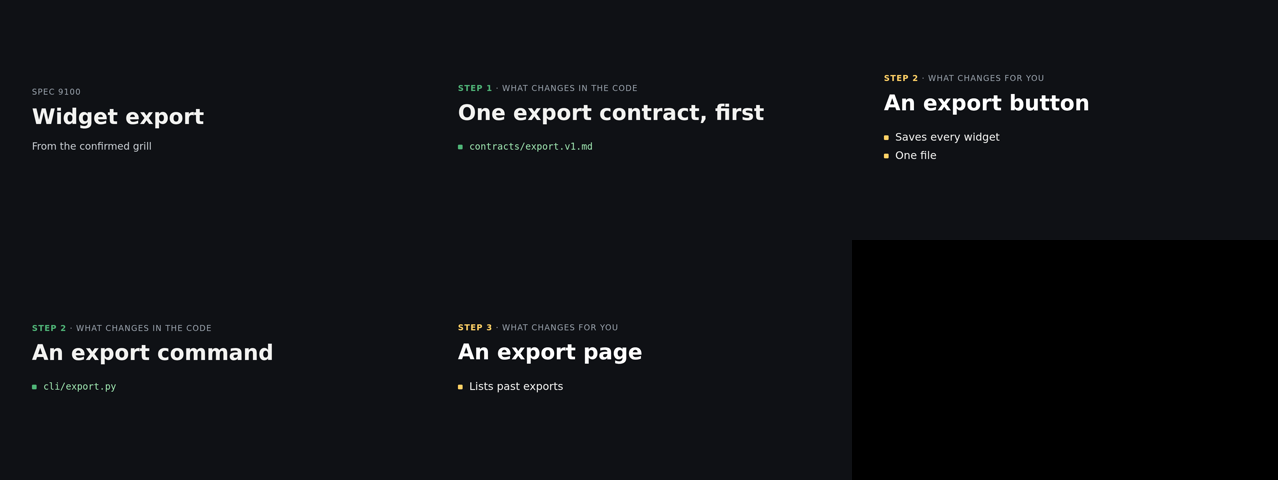 SPEC 9100
Widget export
From the confirmed grill
STEP 1 · WHAT CHANGES IN THE CODE
One export contract, first
contracts/export.v1.md
STEP 2 · WHAT CHANGES FOR YOU
An export button
Saves every widget
One file
STEP 2 · WHAT CHANGES IN THE CODE
An export command
cli/export.py
STEP 3 · WHAT CHANGES FOR YOU
An export page
Lists past exports